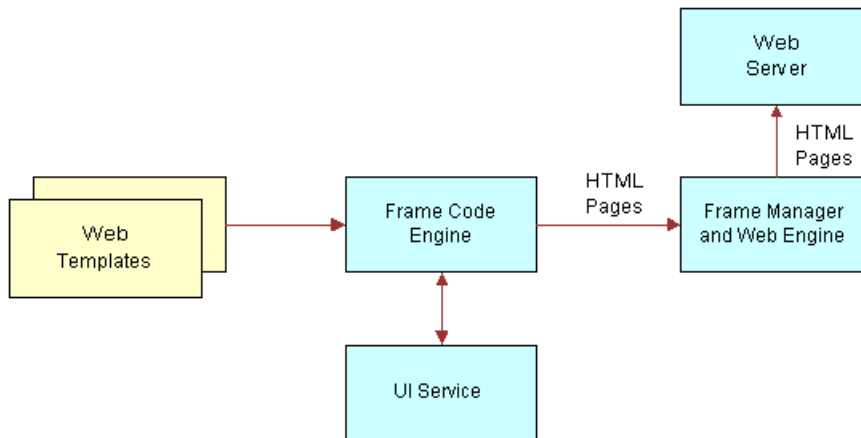 Web
Server
HTML
Pages
HTML
Pages
Web
Templates
Frame Code
Engine
Frame Manager
and Web Engine
UI Service